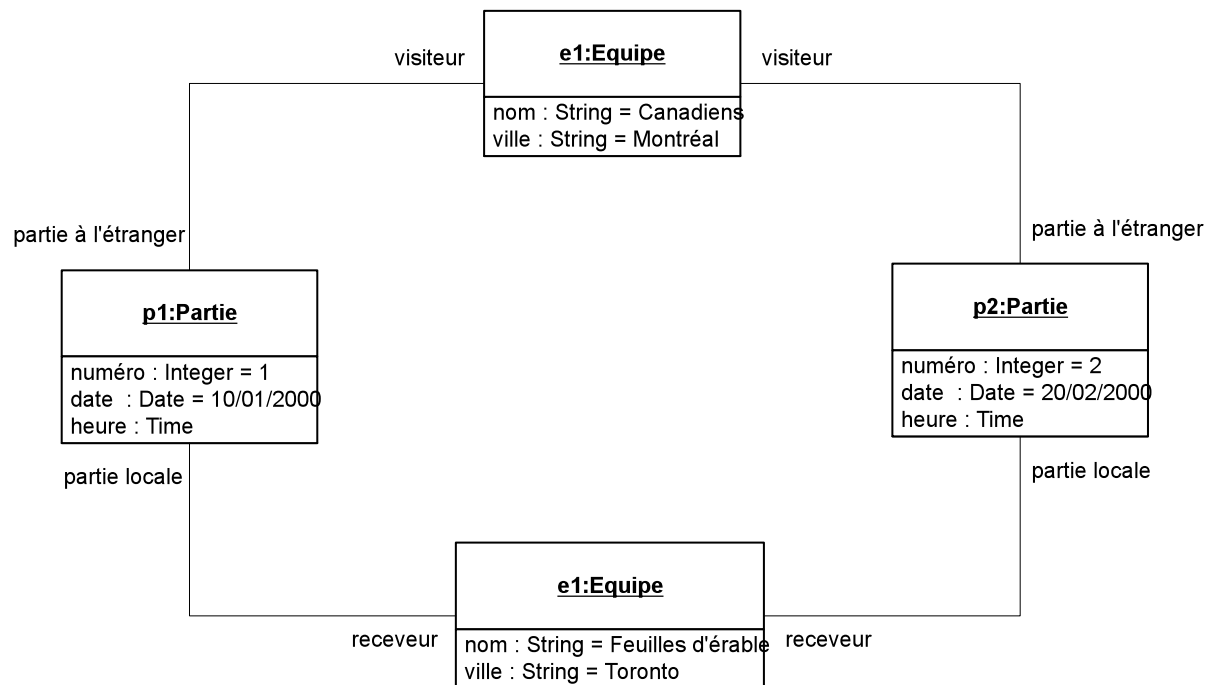 e1:Equipe
visiteur
visiteur
nom : String = Canadiens
ville : String = Montréal
partie à l'étranger
partie à l'étranger
p1:Partie
numéro : Integer = 1
date : Date = 10/01/2000
heure : Time
p2:Partie
numéro : Integer = 2
date : Date = 20/02/2000
heure : Time
partie locale
partie locale
e1:Equipe
receveur
receveur
nom : String = Feuilles d'érable
ville : String = Toronto